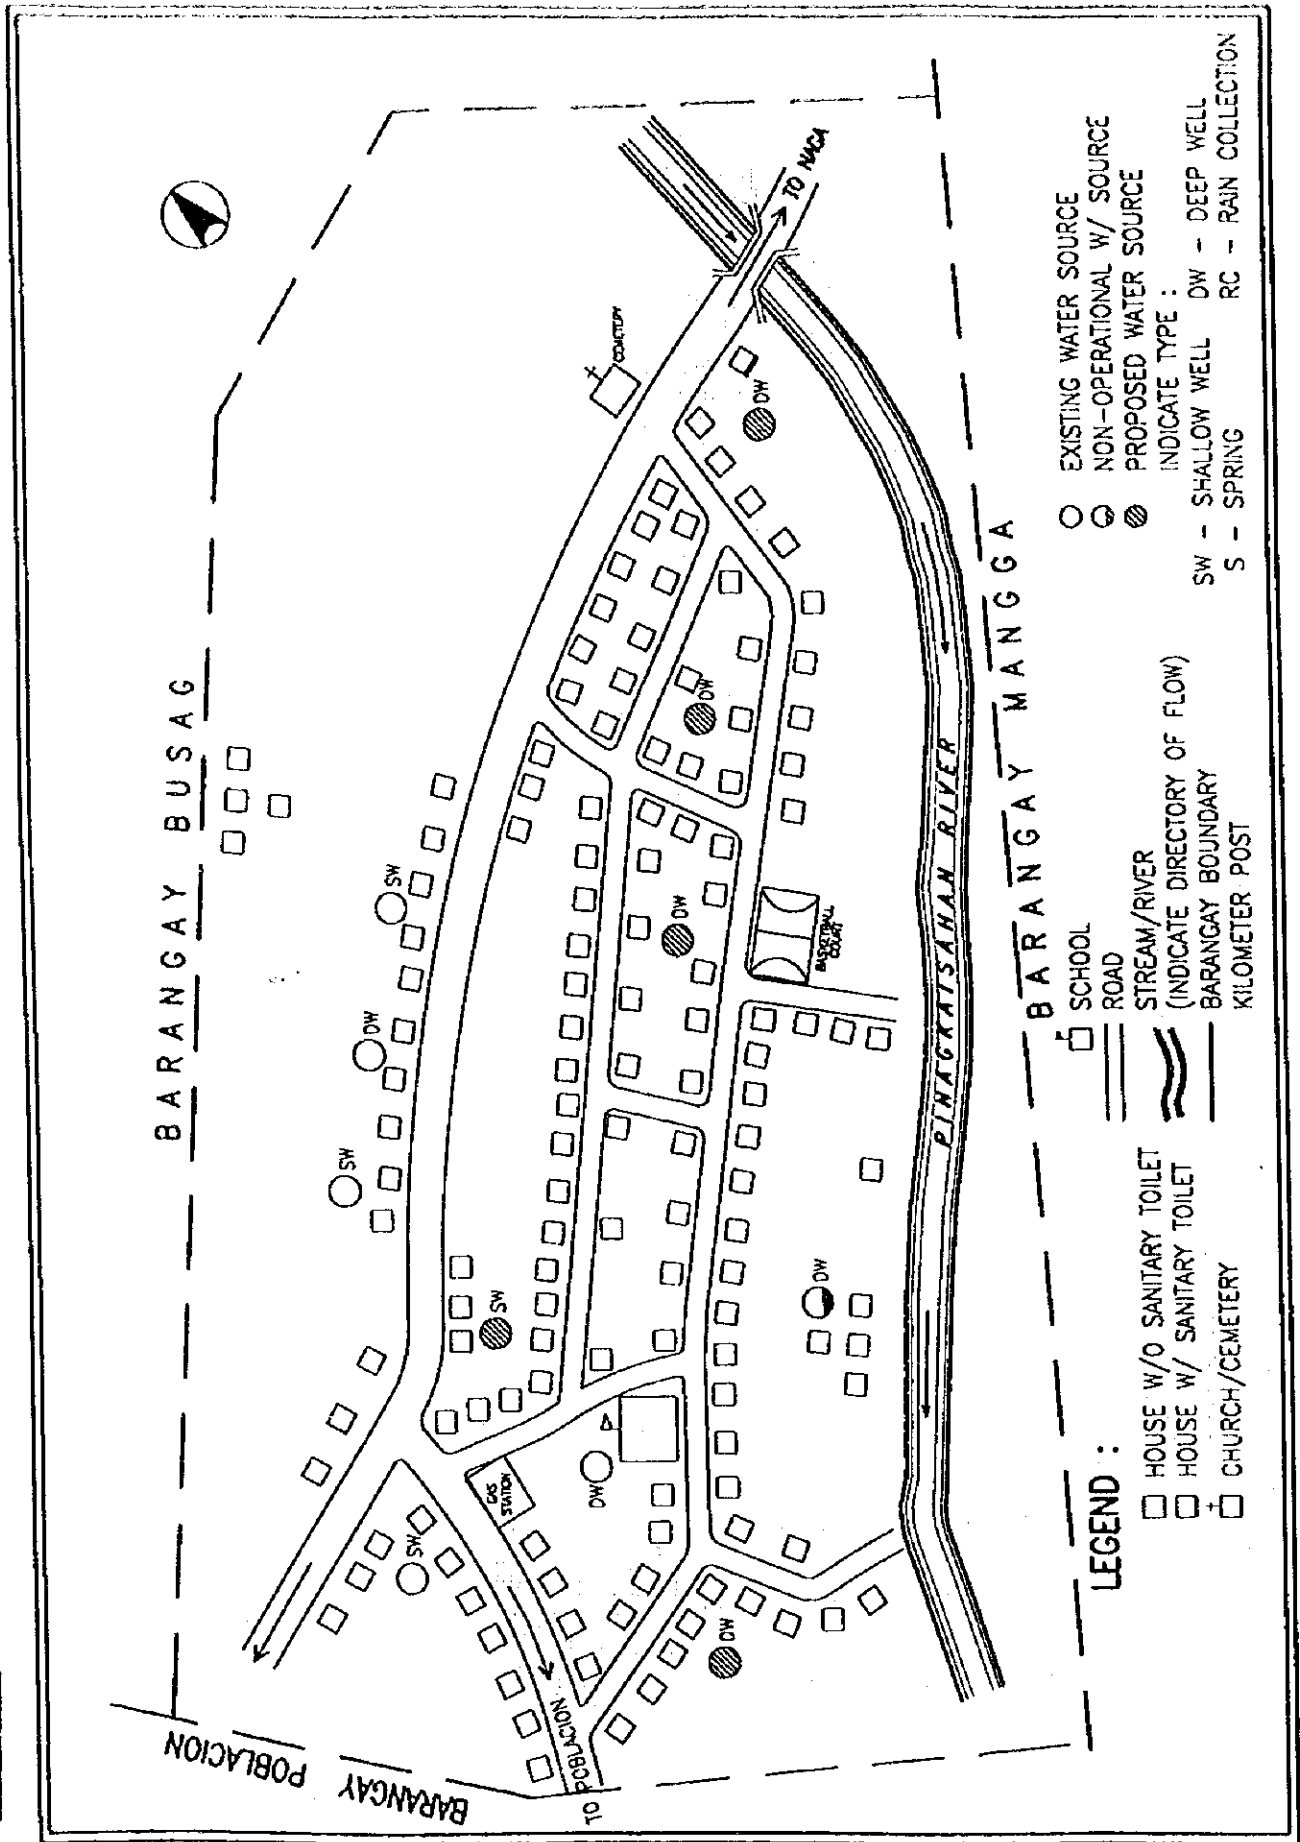 BARANGAY BUSAG
BARANGAY POBLACION
BARANGAY MANGGA
PINAGKAISAHAN RIVER
TO NAGA
TO POBLACION
CEMETERY
GAS
STATION
BASKETBALL
COURT
SW
DW
SW
SW
DW
SW
DW
DW
DW
DW
DW
DW
LEGEND :
HOUSE W/O SANITARY TOILET
HOUSE W/ SANITARY TOILET
CHURCH/CEMETERY
SCHOOL
ROAD
STREAM/RIVER
(INDICATE DIRECTORY OF FLOW)
BARANGAY BOUNDARY
KILOMETER POST
EXISTING WATER SOURCE
NON-OPERATIONAL W/ SOURCE
PROPOSED WATER SOURCE
INDICATE TYPE :
SW - SHALLOW WELL DW - DEEP WELL
S - SPRING RC - RAIN COLLECTION